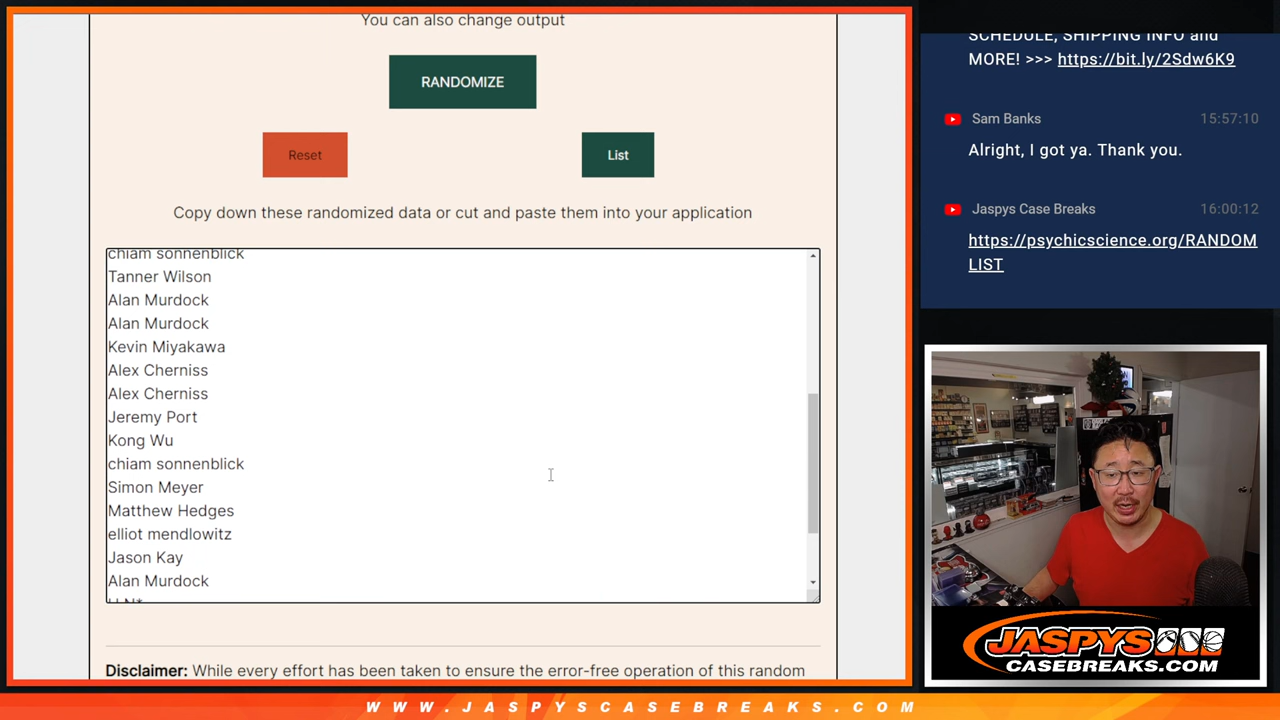 You can also change output
RANDOMIZE
Reset
List
Copy down these randomized data or cut and paste them into your application
chiam sonnenblick
Tanner Wilson
Alan Murdock
Alan Murdock
Kevin Miyakawa
Alex Cherniss
Alex Cherniss
Jeremy Port
Kong Wu
chiam sonnenblick
Simon Meyer
Matthew Hedges
elliot mendlowitz
Jason Kay
Alan Murdock
Disclaimer: While every effort has been taken to ensure the error-free operation of this random
SCHEDULE, SHIPPING INFO and
MORE! >>> https://bit.ly/2Sdw6K9
Sam Banks 15:57:10
Alright, I got ya. Thank you.
Jaspys Case Breaks 16:00:12
https://psychicscience.org/RANDOM
LIST
JASPYS
CASEBREAKS.COM
WWW.JASPYSCASEBREAKS.COM